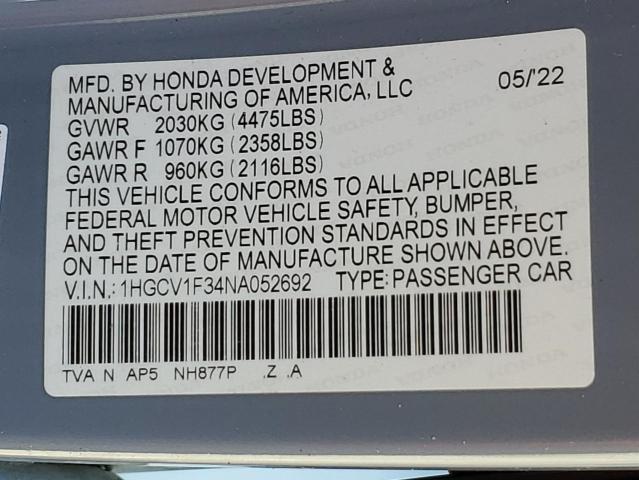 MFD. BY HONDA DEVELOPMENT &
MANUFACTURING OF AMERICA, LLC 05/'22
GVWR 2030KG (4475LBS)
GAWR F 1070KG (2358LBS)
GAWR R 960KG (2116LBS)
THIS VEHICLE CONFORMS TO ALL APPLICABLE
FEDERAL MOTOR VEHICLE SAFETY, BUMPER,
AND THEFT PREVENTION STANDARDS IN EFFECT
ON THE DATE OF MANUFACTURE SHOWN ABOVE.
V.I.N.: 1HGCV1F34NA052692 TYPE: PASSENGER CAR
TVA N AP5 NH877P .Z .A